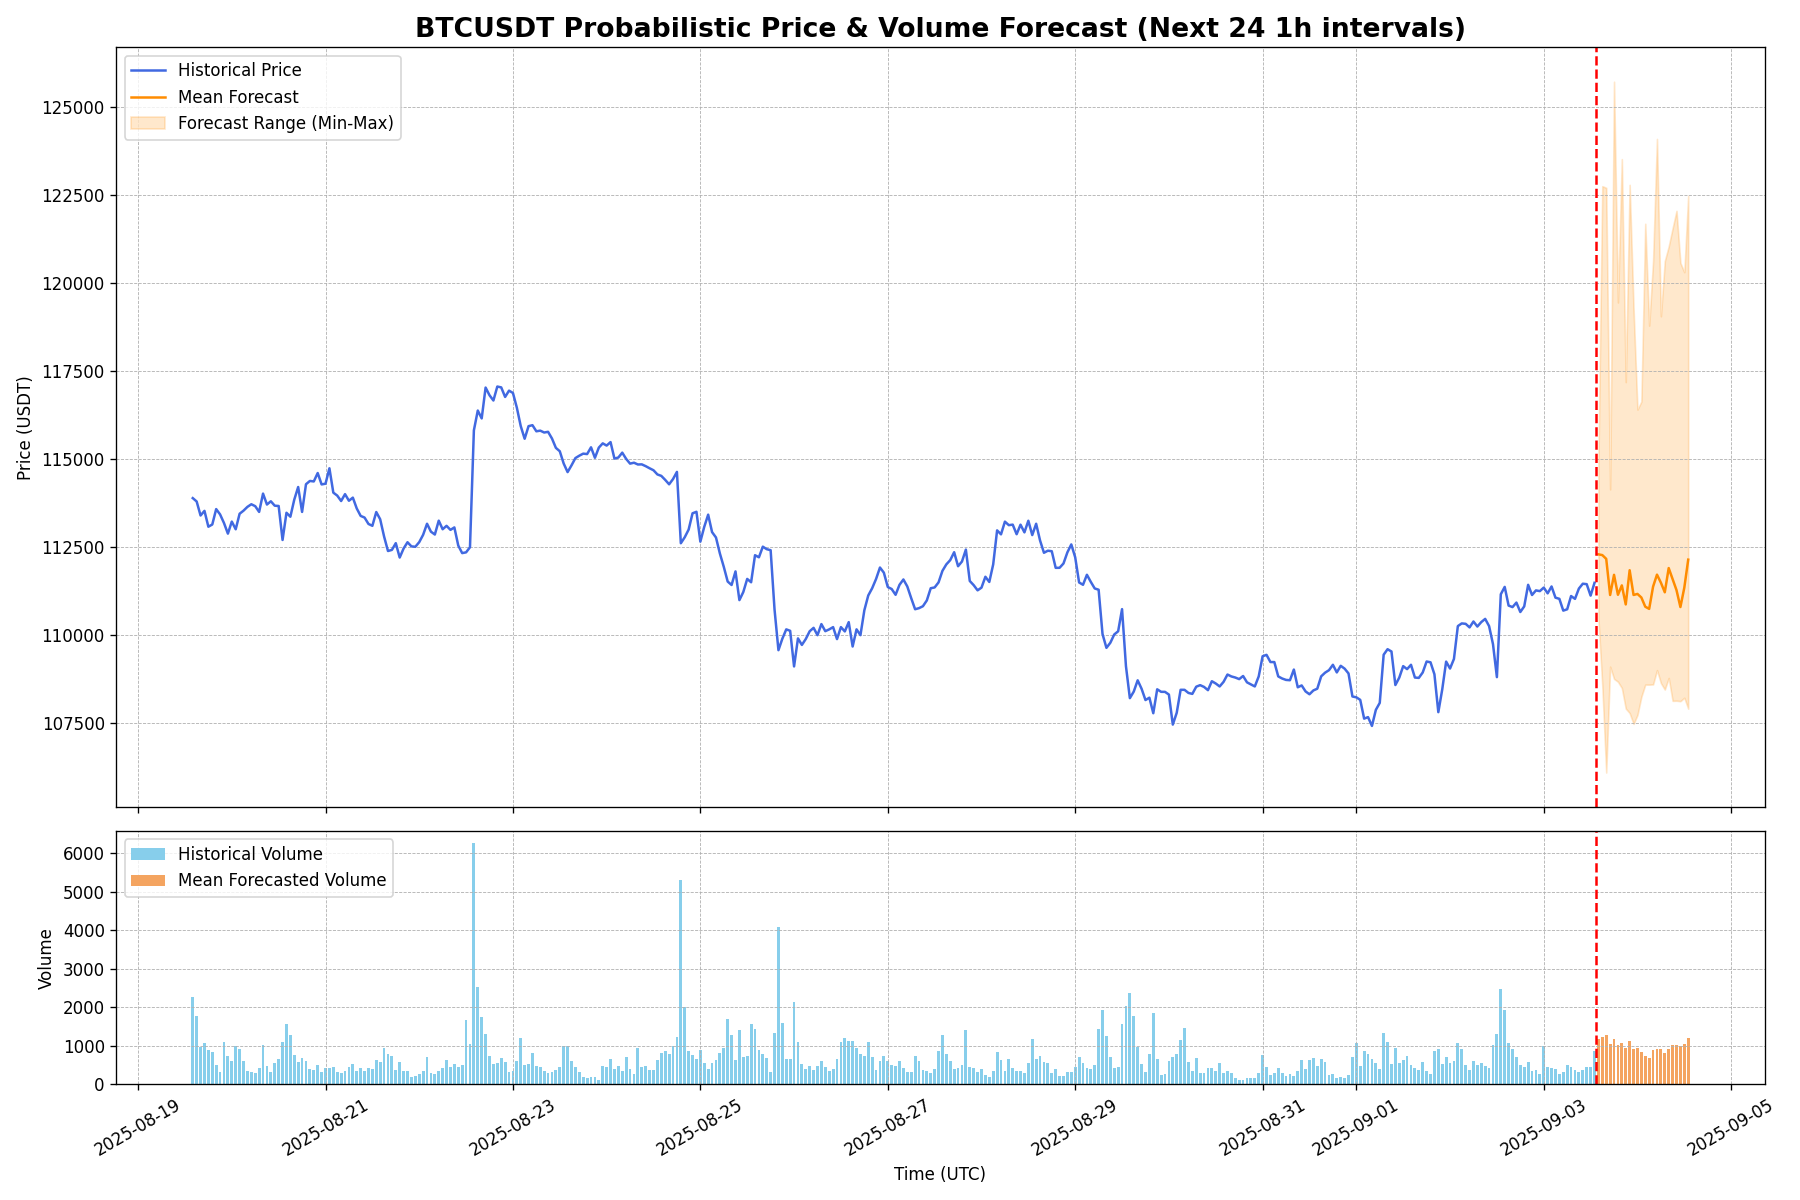 BTCUSDT Probabilistic Price & Volume Forecast (Next 24 1h intervals)
Historical Price
Mean Forecast
Forecast Range (Min-Max)
Price (USDT)
125000
122500
120000
117500
115000
112500
110000
107500
Historical Volume
Mean Forecasted Volume
Volume
6000
5000
4000
3000
2000
1000
0
2025-08-19
2025-08-21
2025-08-23
2025-08-25
2025-08-27
2025-08-29
2025-08-31
2025-09-01
2025-09-03
2025-09-05
Time (UTC)